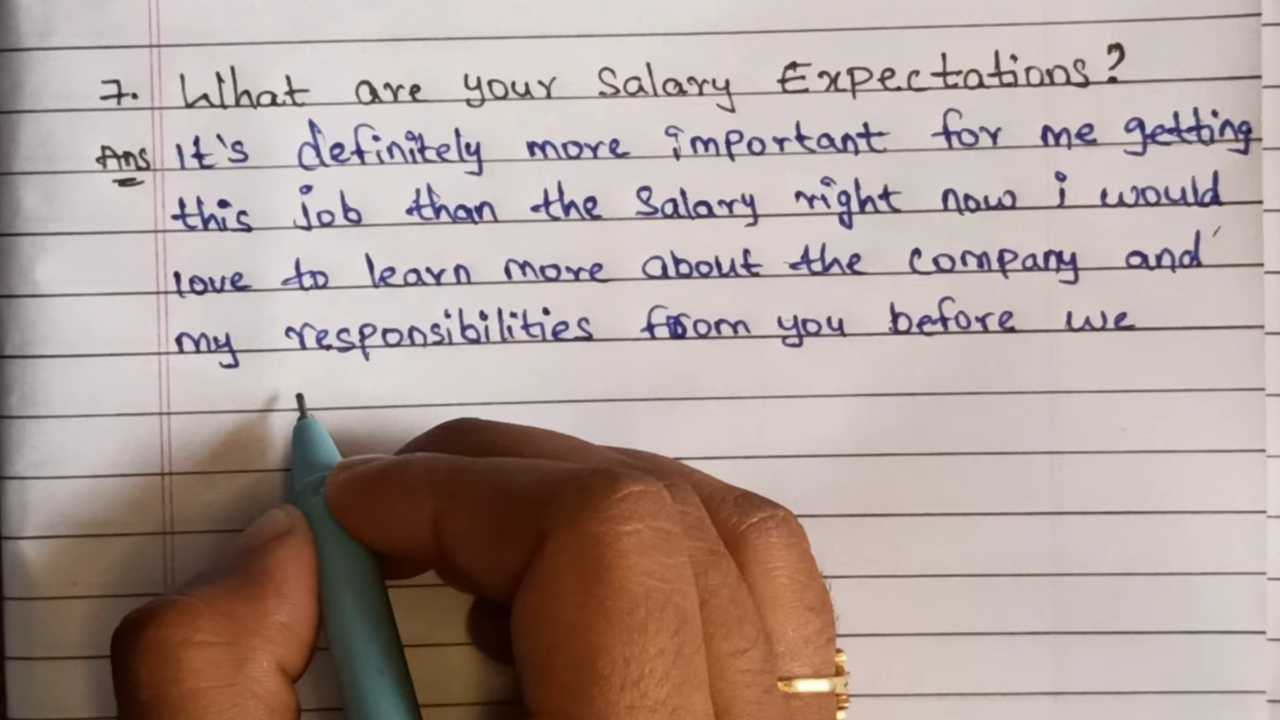 7. What are your Salary Expectations?
Ans It's definitely more important for me getting
this job than the Salary right now i would
love to learn more about the company and
my responsibilities from you before we